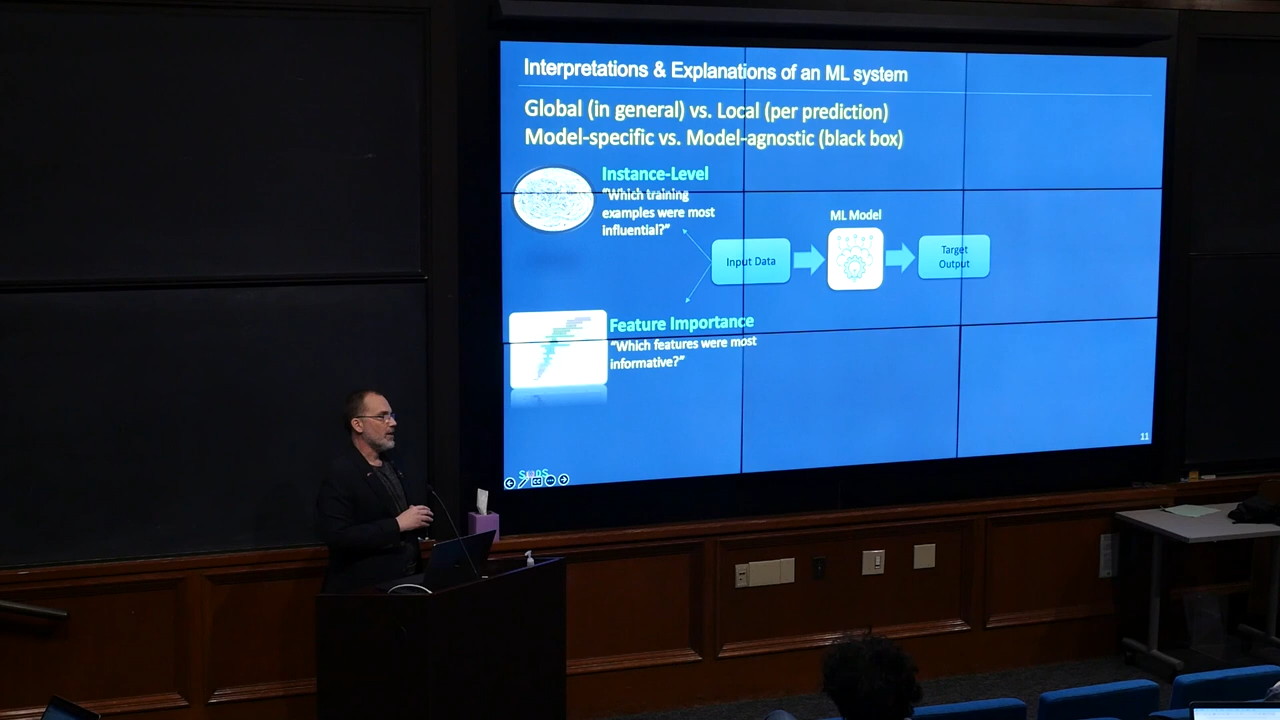 Interpretations & Explanations of an ML system
Global (in general) vs. Local (per prediction)
Model-specific vs. Model-agnostic (black box)
Instance-Level
"Which training
examples were most
influential?"
ML Model
Input Data
Target
Output
Feature Importance
"Which features were most
informative?"
11